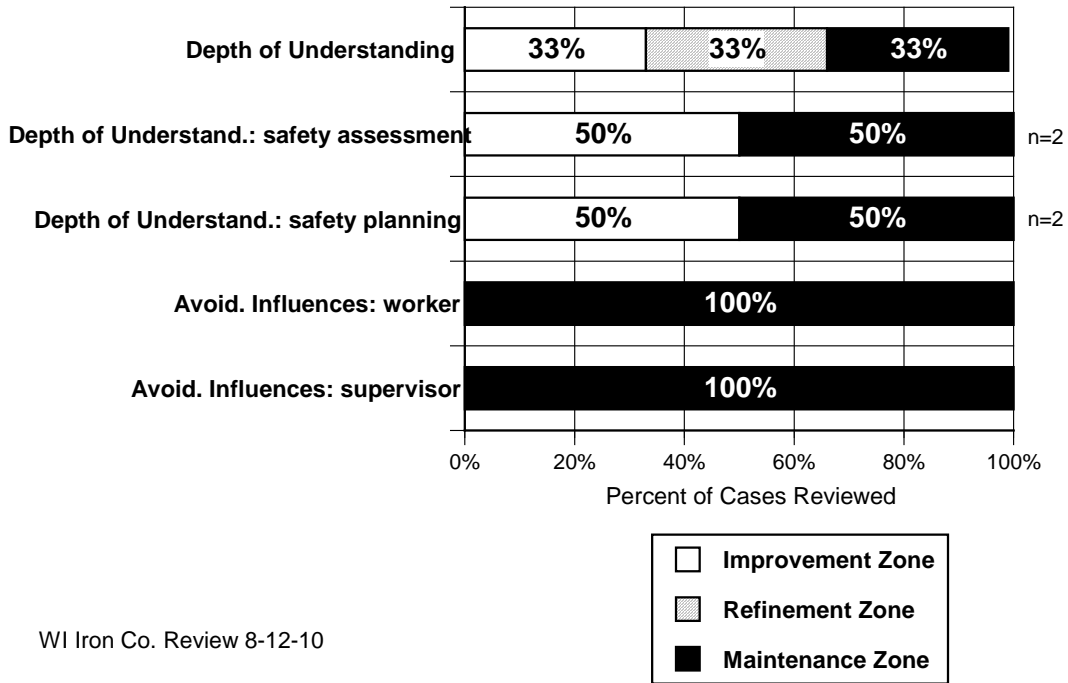 Depth of Understanding 33% 33% 33%
Depth of Understand.: safety assessment 50% 50% n=2
Depth of Understand.: safety planning 50% 50% n=2
Avoid. Influences: worker 100%
Avoid. Influences: supervisor 100%
0% 20% 40% 60% 80% 100%
Percent of Cases Reviewed
Improvement Zone
Refinement Zone
Maintenance Zone
WI Iron Co. Review 8-12-10